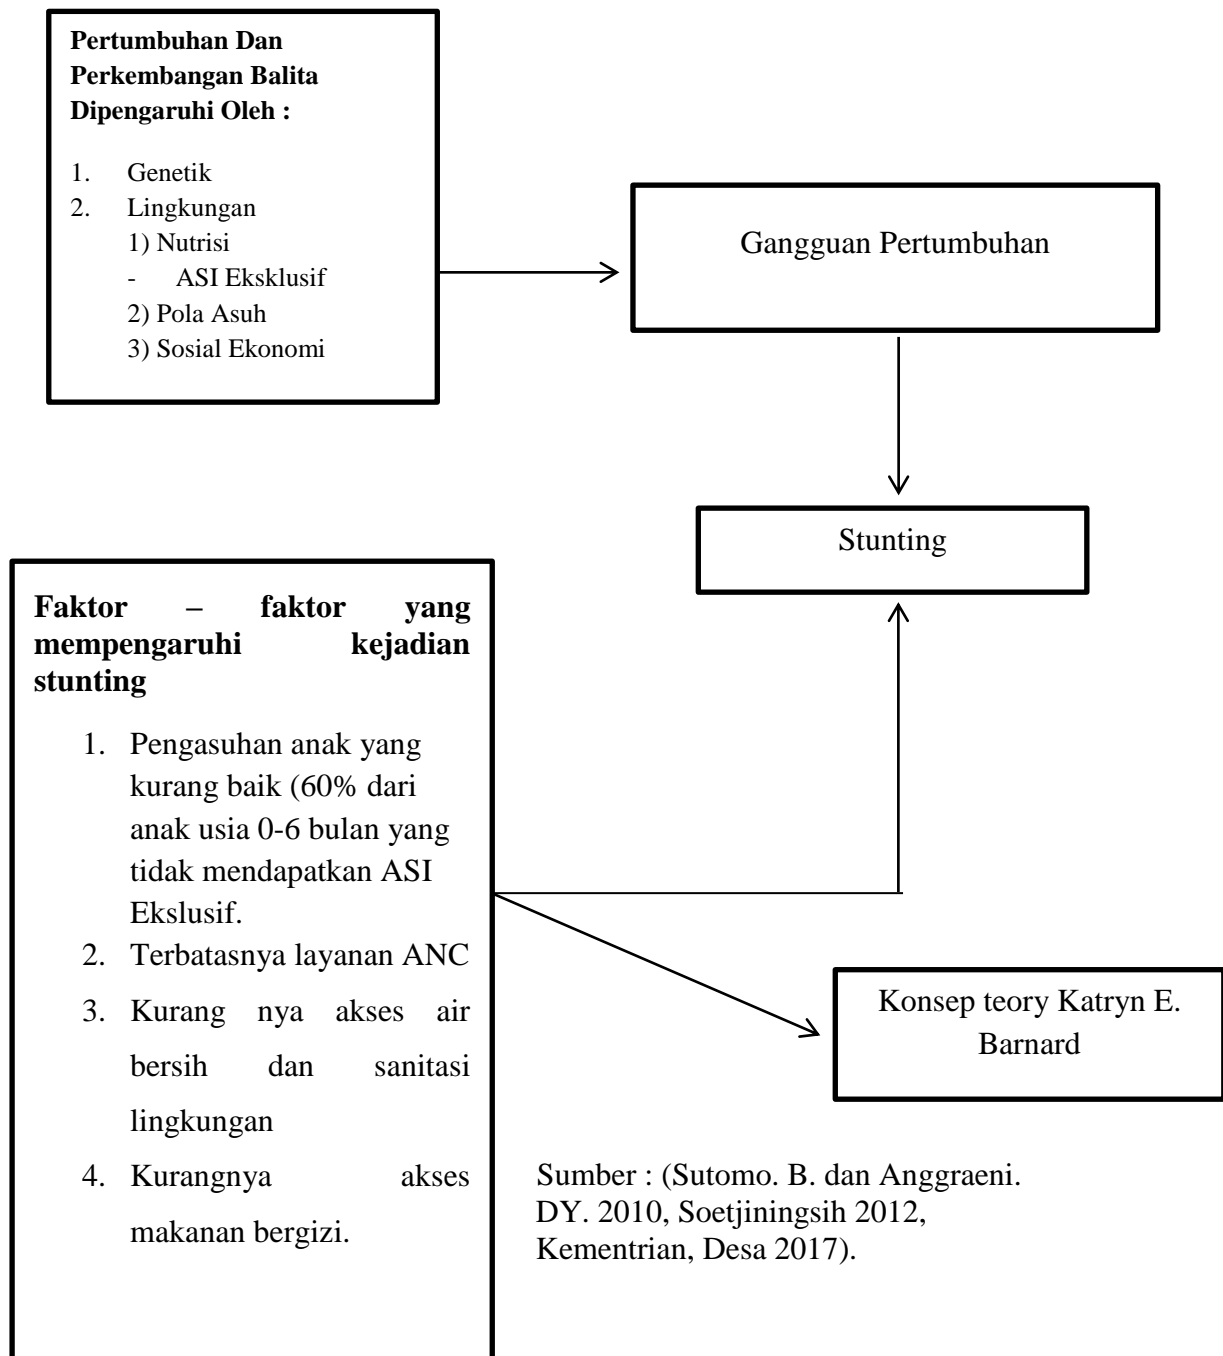 Pertumbuhan Dan
Perkembangan Balita
Dipengaruhi Oleh :
1. Genetik
2. Lingkungan
1) Nutrisi
- ASI Eksklusif
2) Pola Asuh
3) Sosial Ekonomi
Gangguan Pertumbuhan
Stunting
Faktor – faktor yang
mempengaruhi kejadian
stunting
1. Pengasuhan anak yang
kurang baik (60% dari
anak usia 0-6 bulan yang
tidak mendapatkan ASI
Ekslusif.
2. Terbatasnya layanan ANC
3. Kurang nya akses air
bersih dan sanitasi
lingkungan
4. Kurangnya akses
makanan bergizi.
Konsep teory Katryn E.
Barnard
Sumber : (Sutomo. B. dan Anggraeni.
DY. 2010, Soetjiningsih 2012,
Kementrian, Desa 2017).